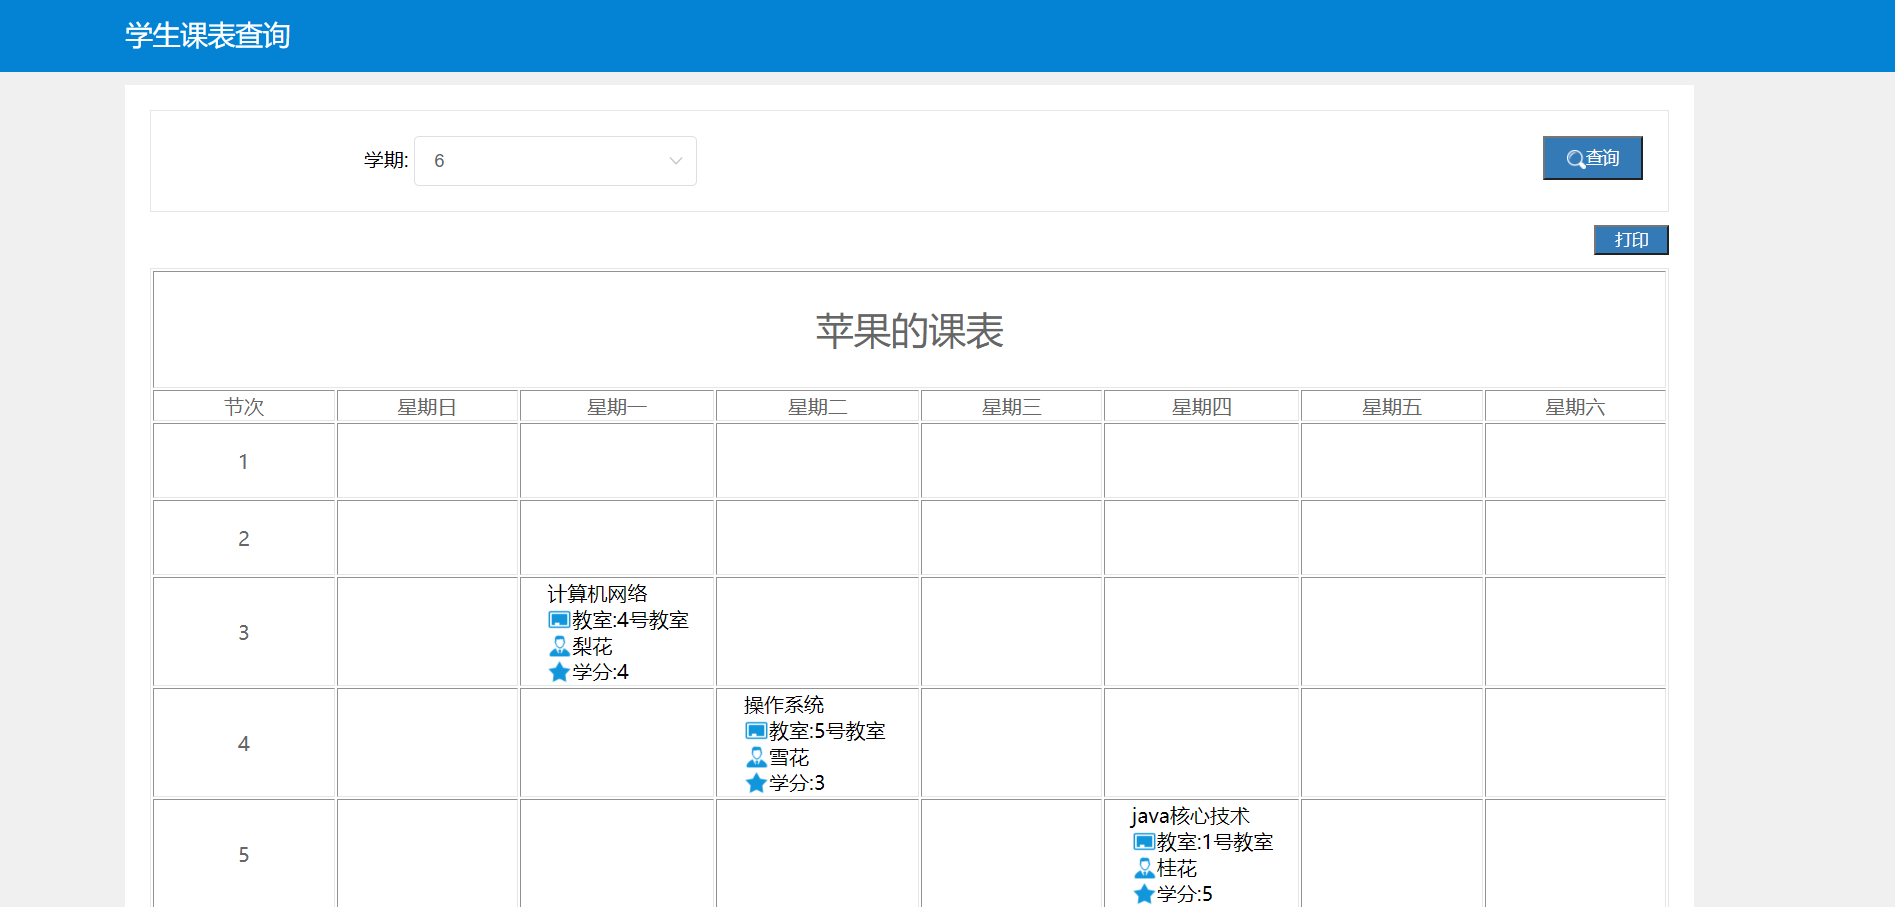 学生课表查询
学期: 6
查询
打印
苹果的课表
节次 星期日 星期一 星期二 星期三 星期四 星期五 星期六
1
2
计算机网络
教室:4号教室
3
梨花
学分:4
操作系统
教室:5号教室
4
雪花
学分:3
java核心技术
教室:1号教室
5
桂花
学分:5